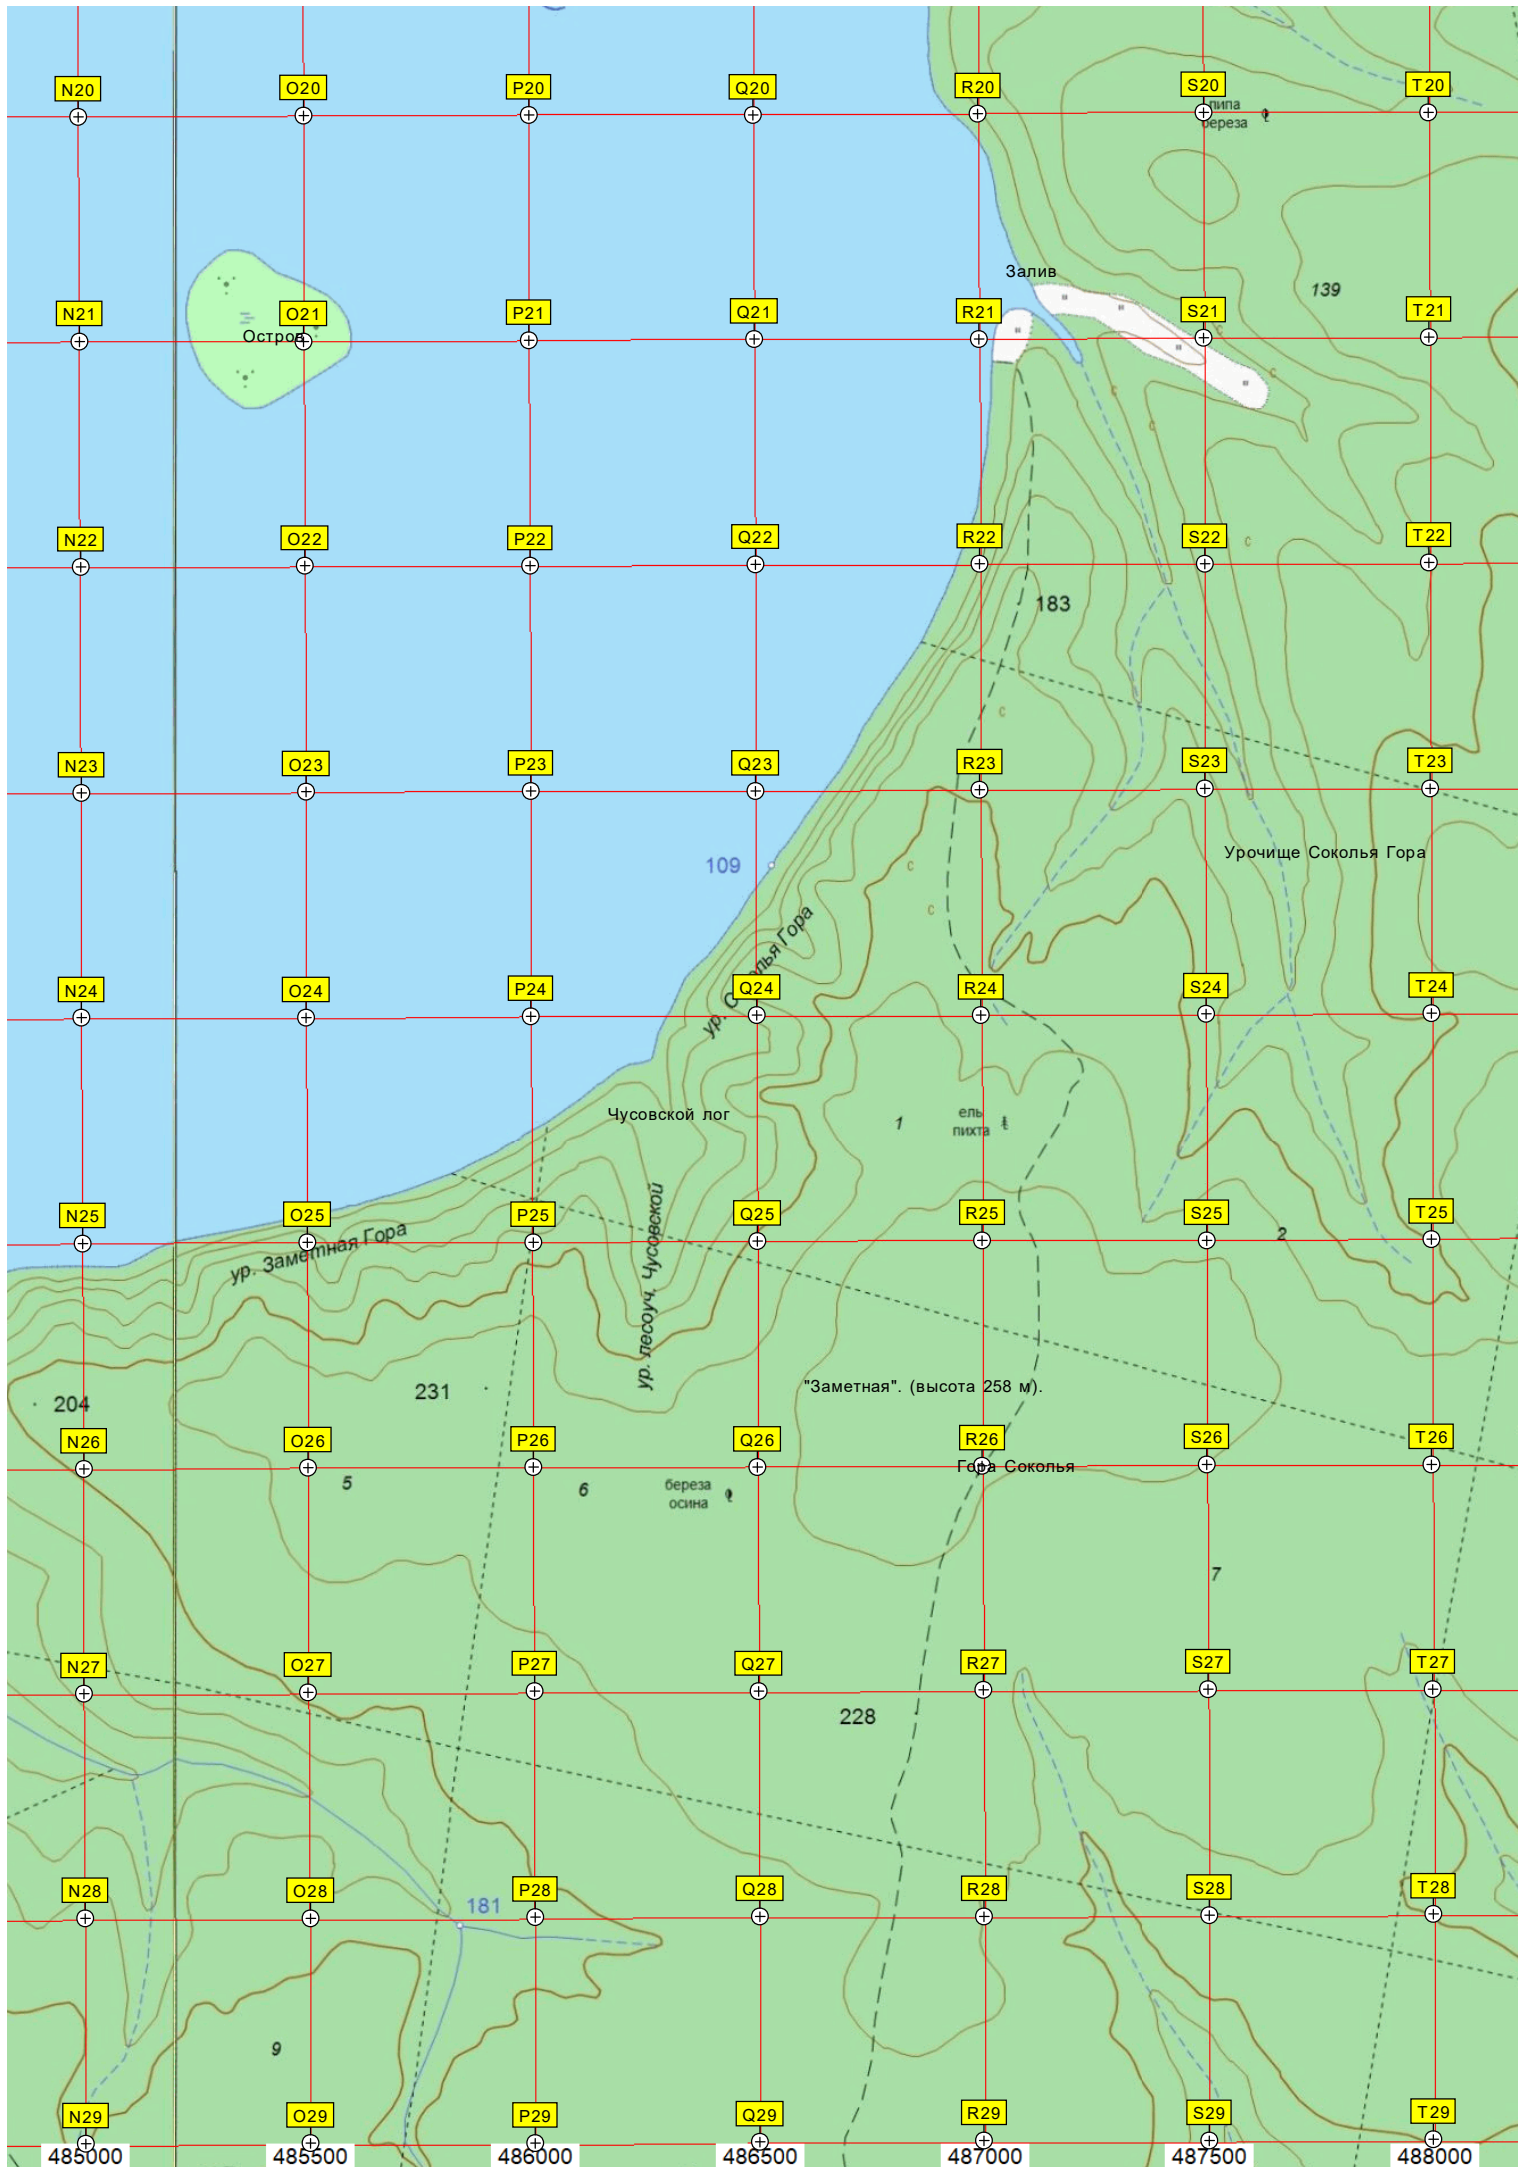 N20 O20 P20 Q20 R20 S20 T20
липа
береза
Залив
139
N21 O21 P21 Q21 R21 S21 T21
Остров
с
с
с
с
N22 O22 P22 Q22 R22 S22 T22
с
183
с
N23 O23 P23 Q23 R23 S23 T23
109
Урочище Соколья Гора
с
с
ур. Соколья Гора
N24 O24 P24 Q24 R24 S24 T24
Чусовской лог
1
ель
пихта
N25 O25 P25 Q25 R25 S25 T25
2
ур. Заметная Гора
ур. лесоуч. Чусовской
"Заметная". (высота 258 м).
204
231
N26 O26 P26 Q26 R26 S26 T26
Гора Соколья
5
6
береза
осина
7
N27 O27 P27 Q27 R27 S27 T27
228
N28 O28 P28 Q28 R28 S28 T28
181
9
N29 O29 P29 Q29 R29 S29 T29
485000 485500 486000 486500 487000 487500 488000